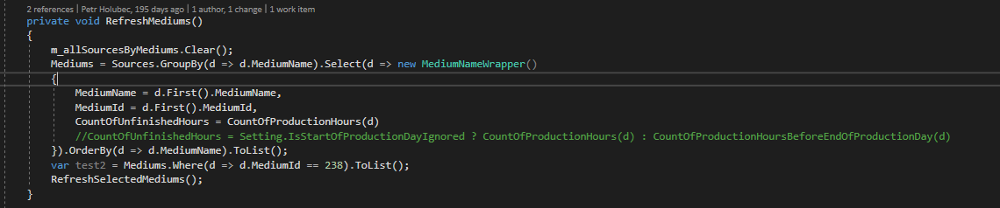 2 references | Petr Holubec, 195 days ago | 1 author, 1 change | 1 work item
private void RefreshMediums()
{
m_allSourcesByMediums.Clear();
Mediums = Sources.GroupBy(d => d.MediumName).Select(d => new MediumNameWrapper()
{
MediumName = d.First().MediumName,
MediumId = d.First().MediumId,
CountOfUnfinishedHours = CountOfProductionHours(d)
//CountOfUnfinishedHours = Setting.IsStartOfProductionDayIgnored ? CountOfProductionHours(d) : CountOfProductionHoursBeforeEndOfProductionDay(d)
}).OrderBy(d => d.MediumName).ToList();
var test2 = Mediums.Where(d => d.MediumId == 238).ToList();
RefreshSelectedMediums();
}